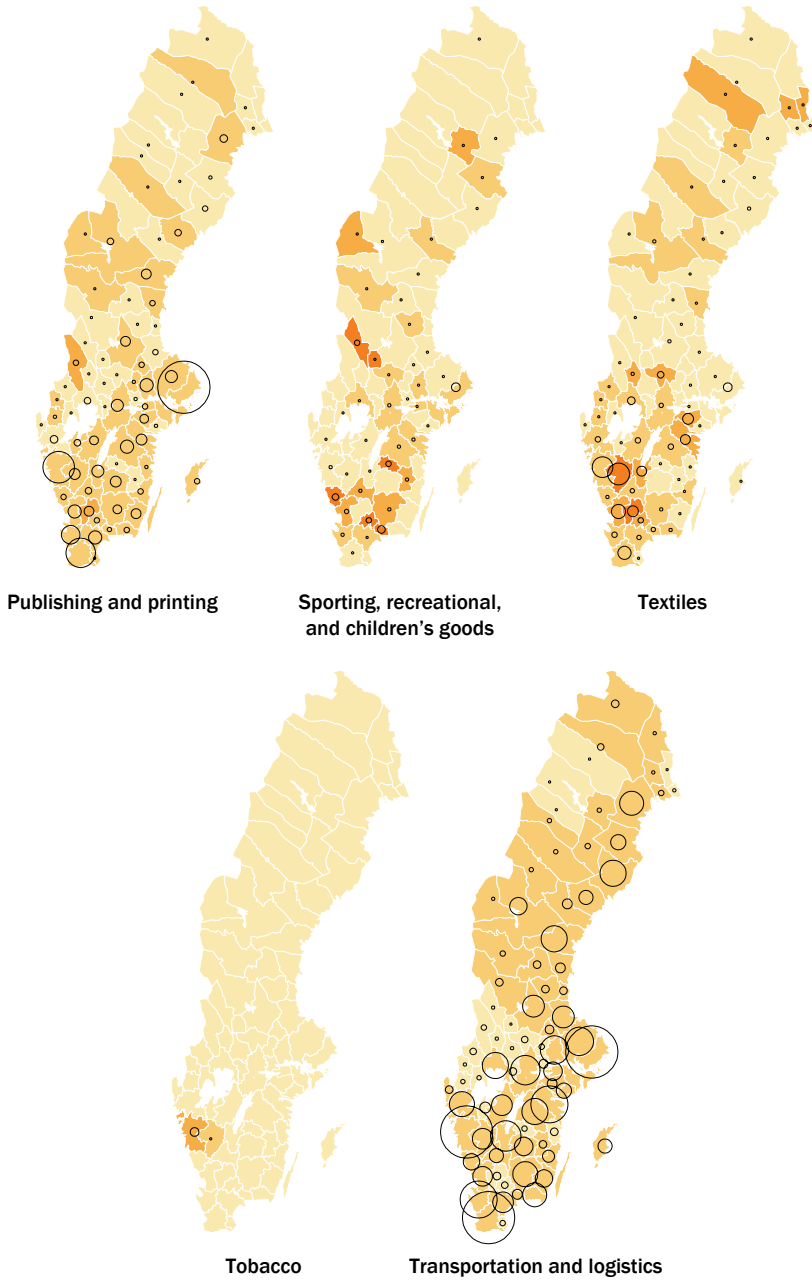 Publishing and printing
Sporting, recreational,
and children's goods
Textiles
Tobacco
Transportation and logistics